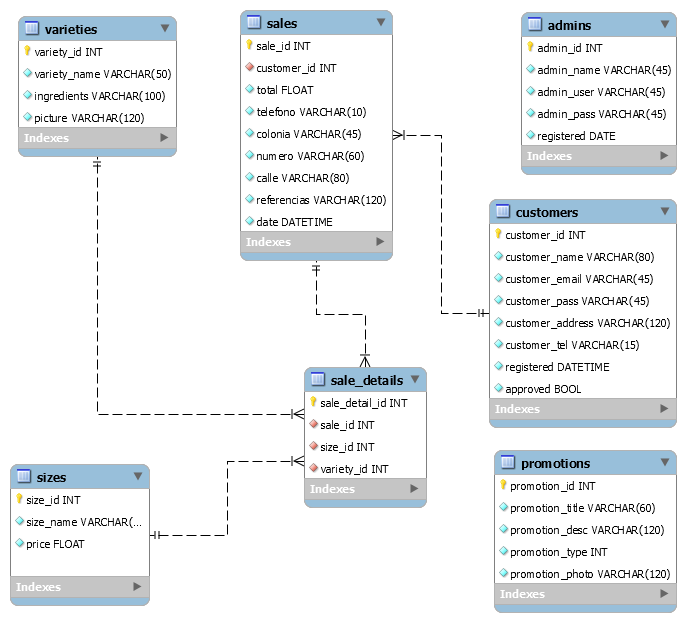 varieties
variety_id INT
variety_name VARCHAR(50)
ingredients VARCHAR(100)
picture VARCHAR(120)
Indexes
sales
sale_id INT
customer_id INT
total FLOAT
telefono VARCHAR(10)
colonia VARCHAR(45)
numero VARCHAR(60)
calle VARCHAR(80)
referencias VARCHAR(120)
date DATETIME
Indexes
admins
admin_id INT
admin_name VARCHAR(45)
admin_user VARCHAR(45)
admin_pass VARCHAR(45)
registered DATE
Indexes
customers
customer_id INT
customer_name VARCHAR(80)
customer_email VARCHAR(45)
customer_pass VARCHAR(45)
customer_address VARCHAR(120)
customer_tel VARCHAR(15)
registered DATETIME
approved BOOL
Indexes
sale_details
sale_detail_id INT
sale_id INT
size_id INT
variety_id INT
Indexes
sizes
size_id INT
size_name VARCHAR(...
price FLOAT
Indexes
promotions
promotion_id INT
promotion_title VARCHAR(60)
promotion_desc VARCHAR(120)
promotion_type INT
promotion_photo VARCHAR(120)
Indexes